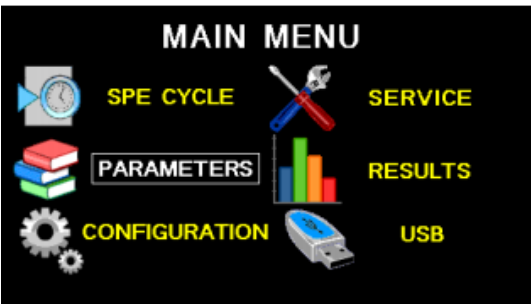 MAIN MENU
SPE CYCLE
SERVICE
PARAMETERS
RESULTS
CONFIGURATION
USB